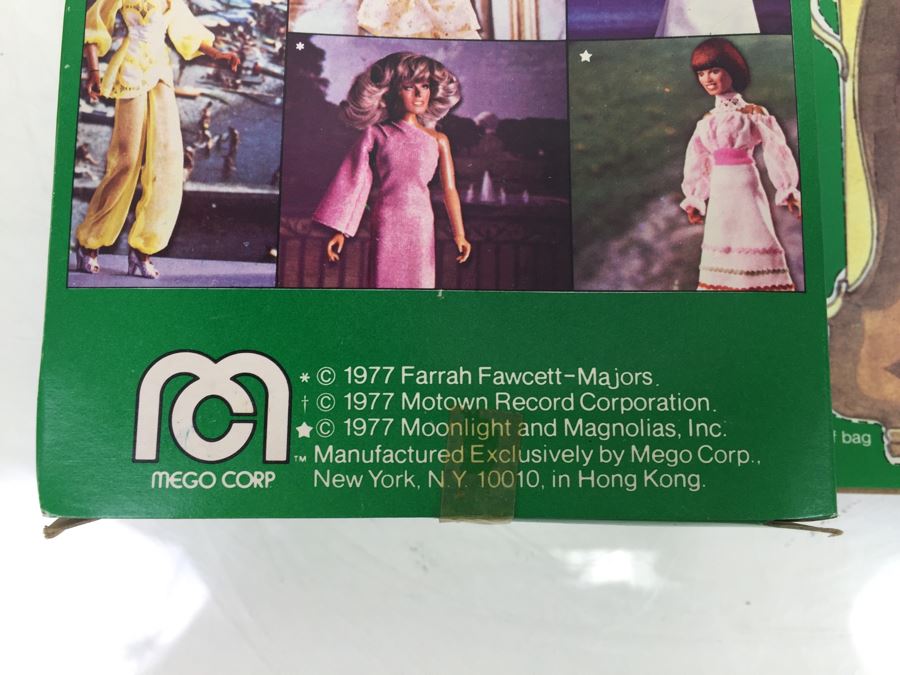 *
★
* © 1977 Farrah Fawcett-Majors.
† © 1977 Motown Record Corporation.
★ © 1977 Moonlight and Magnolias, Inc.
™ Manufactured Exclusively by Mego Corp.,
New York, N.Y. 10010, in Hong Kong.
MEGO CORP
bag